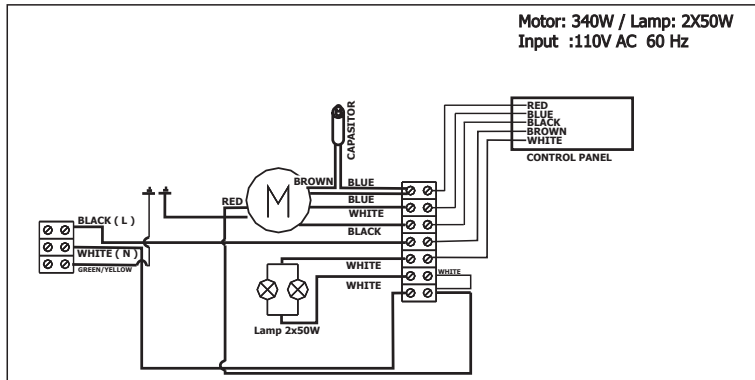 Motor: 340W / Lamp: 2X50W
Input :110V AC 60 Hz
CAPASITOR
RED
BLUE
BLACK
BROWN
WHITE
CONTROL PANEL
BROWN
BLUE
RED
M
BLUE
WHITE
BLACK
BLACK ( L )
WHITE ( N )
GREEN/YELLOW
WHITE
WHITE
WHITE
Lamp 2x50W